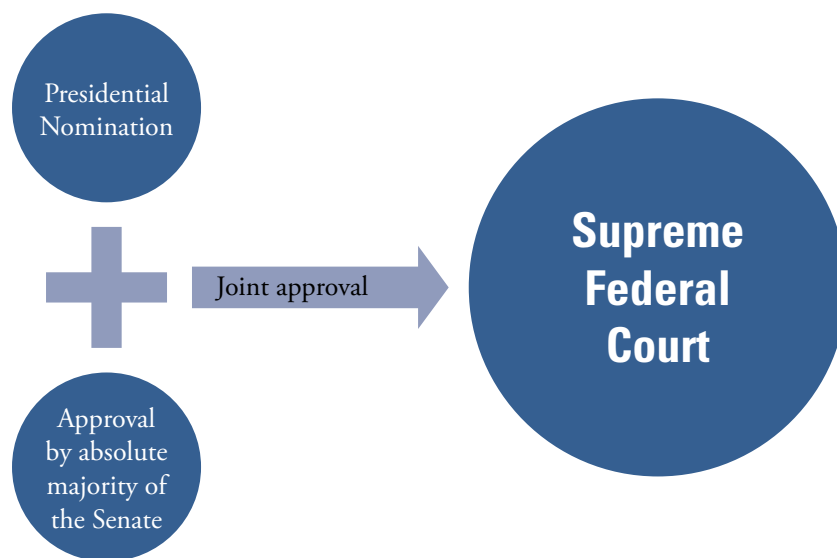 Presidential
Nomination
Joint approval
Approval
by absolute
majority of
the Senate
Supreme
Federal
Court